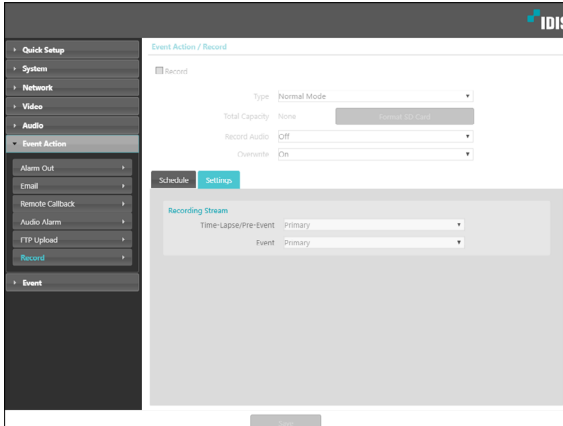 IDIS
Quick Setup
System
Network
Video
Audio
Event Action
Alarm Out
Email
Remote Callback
Audio Alarm
FTP Upload
Record
Event
Event Action / Record
Record
Type Normal Mode
Total Capacity None Format SD Card
Record Audio Off
Overwrite On
Schedule Settings
Recording Stream
Time-Lapse/Pre-Event Primary
Event Primary
Save